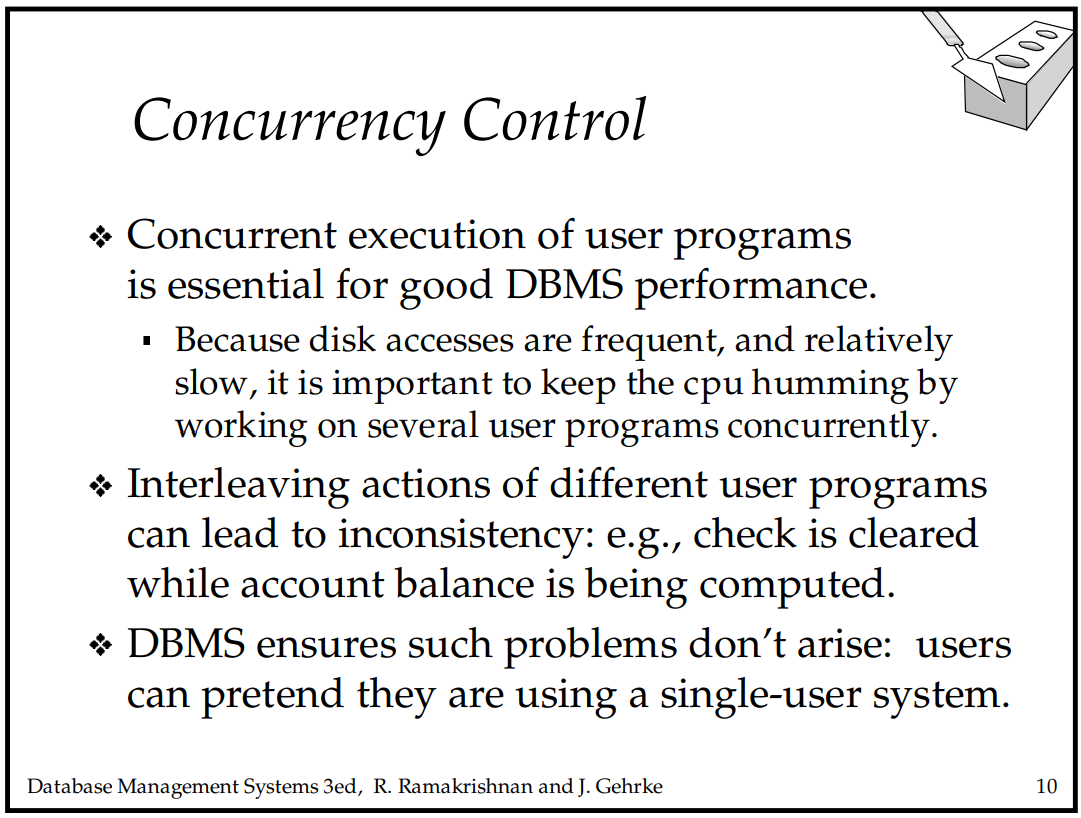 Concurrency Control
❖ Concurrent execution of user programs
is essential for good DBMS performance.
▪ Because disk accesses are frequent, and relatively
slow, it is important to keep the cpu humming by
working on several user programs concurrently.
❖ Interleaving actions of different user programs
can lead to inconsistency: e.g., check is cleared
while account balance is being computed.
❖ DBMS ensures such problems don’t arise:  users
can pretend they are using a single-user system.
Database Management Systems 3ed,  R. Ramakrishnan and J. Gehrke 10